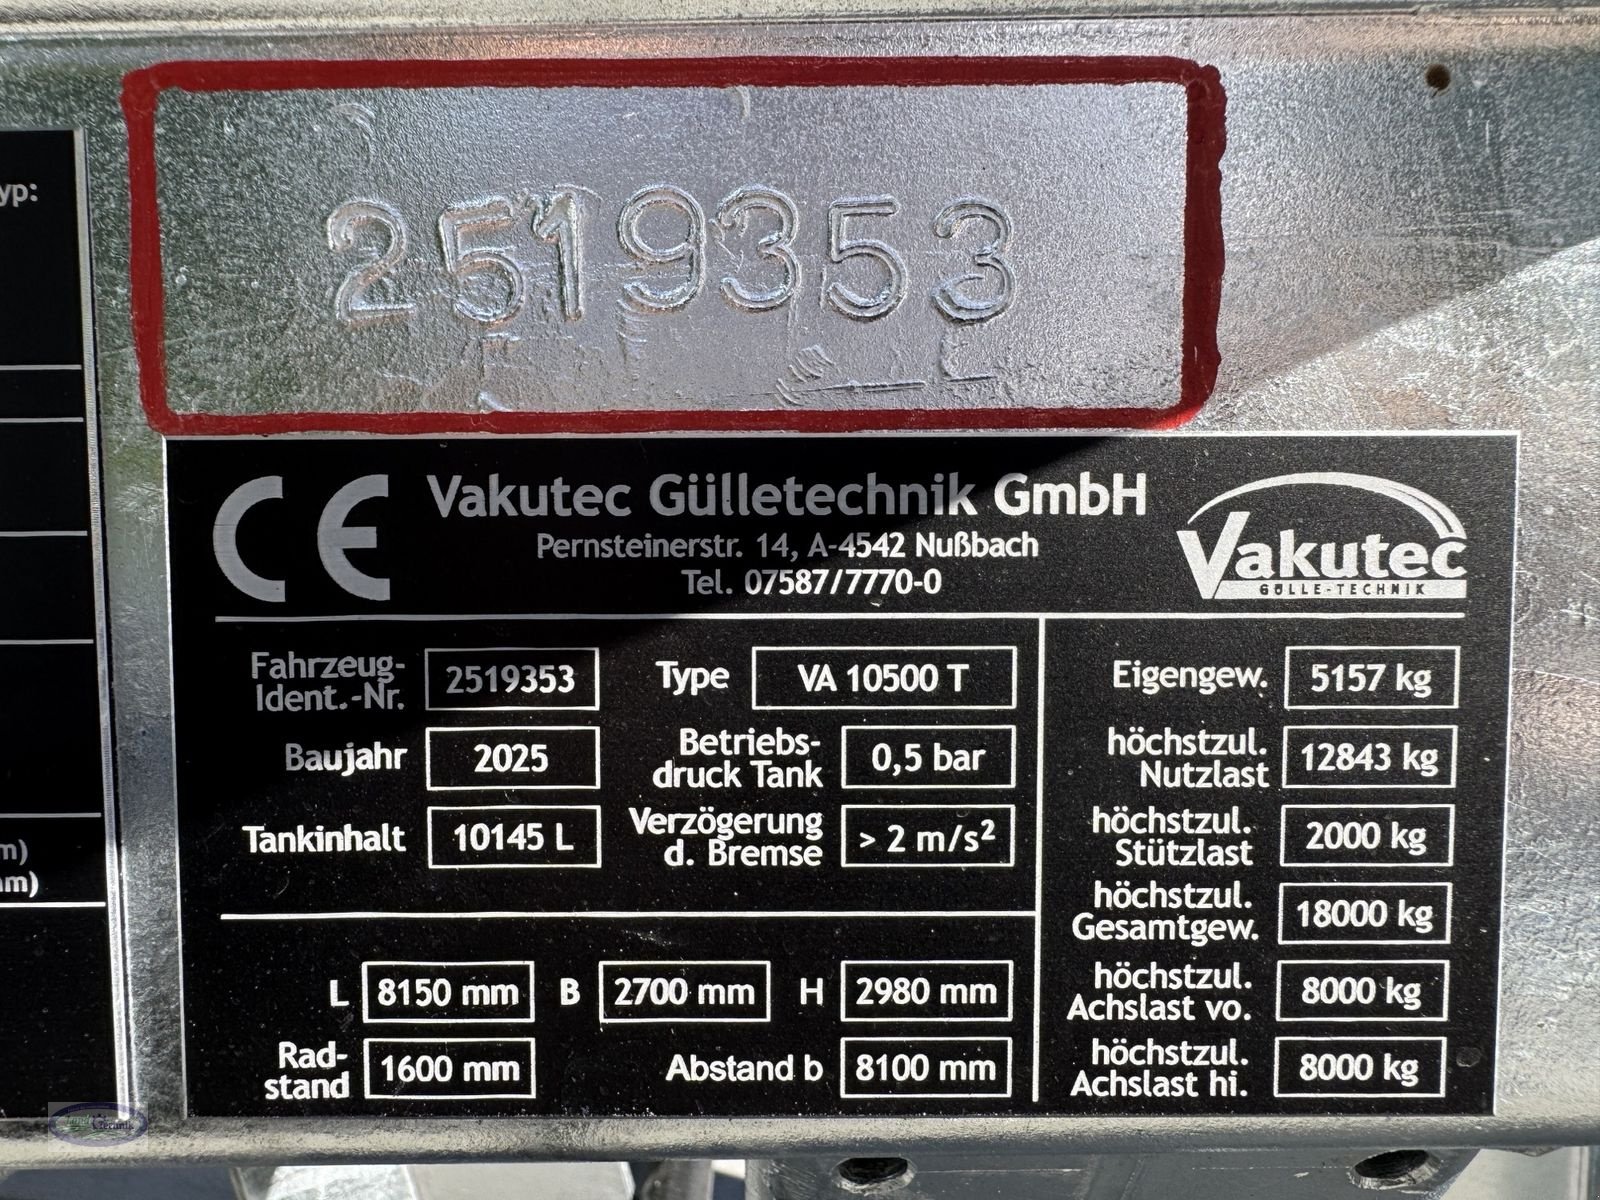 2519353
yp:
m)
m)
CE
Vakutec Gülletechnik GmbH
Pernsteinerstr. 14, A-4542 Nußbach
Tel. 07587/7770-0
Vakutec
GÜLLE-TECHNIK
Fahrzeug-
Ident.-Nr. 2519353
Type VA 10500 T
Baujahr 2025
Betriebs-
druck Tank 0,5 bar
Tankinhalt 10145 L
Verzögerung
d. Bremse > 2 m/s²
L 8150 mm B 2700 mm H 2980 mm
Rad-
stand 1600 mm
Abstand b 8100 mm
Eigengew. 5157 kg
höchstzul.
Nutzlast 12843 kg
höchstzul.
Stützlast 2000 kg
höchstzul.
Gesamtgew. 18000 kg
höchstzul.
Achslast vo. 8000 kg
höchstzul.
Achslast hi. 8000 kg